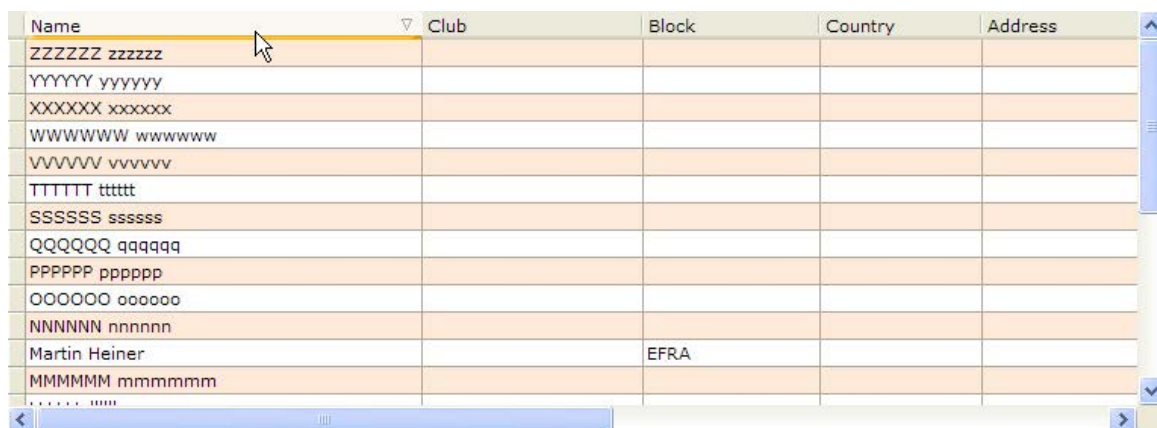 Name Club Block Country Address
ZZZZZZ zzzzzz
YYYYYY yyyyyy
XXXXXX xxxxxx
WWWWWW wwwwww
VVVVVV vvvvvv
TTTTTT tttttt
SSSSSS ssssss
QQQQQQ qqqqqq
PPPPPP pppppp
OOOOOO oooooo
NNNNNN nnnnnn
Martin Heiner EFRA
MMMMMM mmmmmm